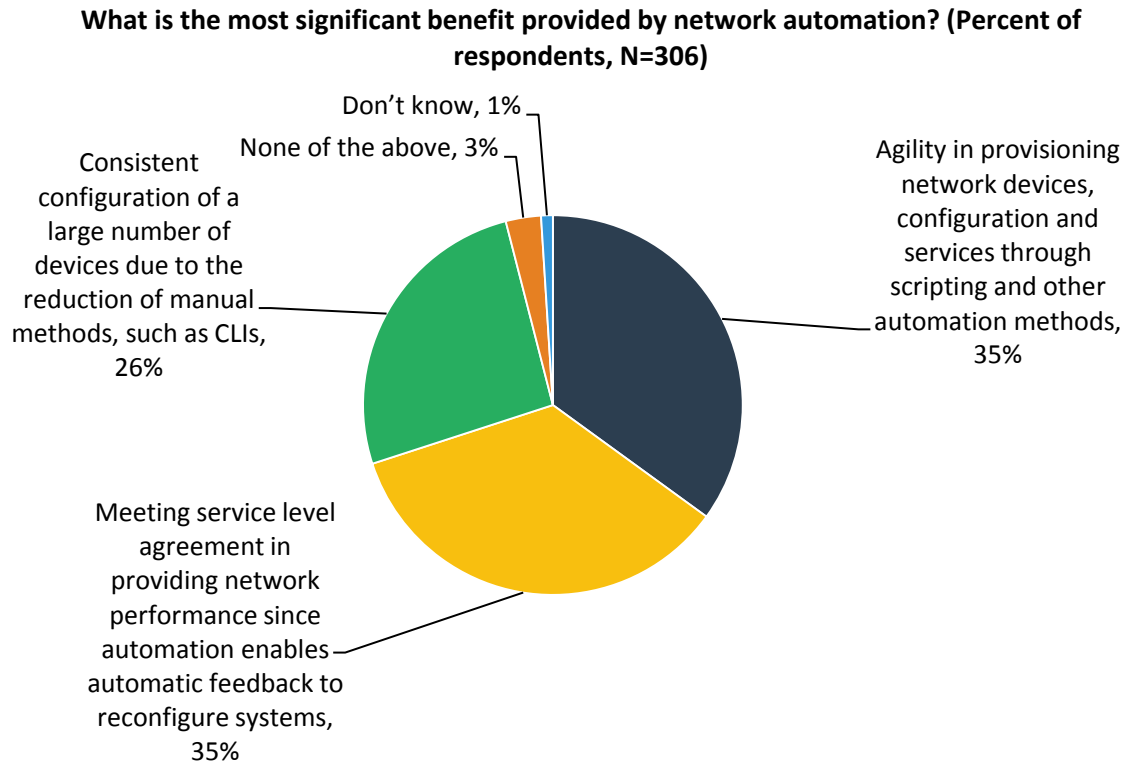 What is the most significant benefit provided by network automation? (Percent of
respondents, N=306)
Don’t know, 1%
None of the above, 3%
Consistent
configuration of a
large number of
devices due to the
reduction of manual
methods, such as CLIs,
26%
Agility in provisioning
network devices,
configuration and
services through
scripting and other
automation methods,
35%
Meeting service level
agreement in
providing network
performance since
automation enables
automatic feedback to
reconfigure systems,
35%